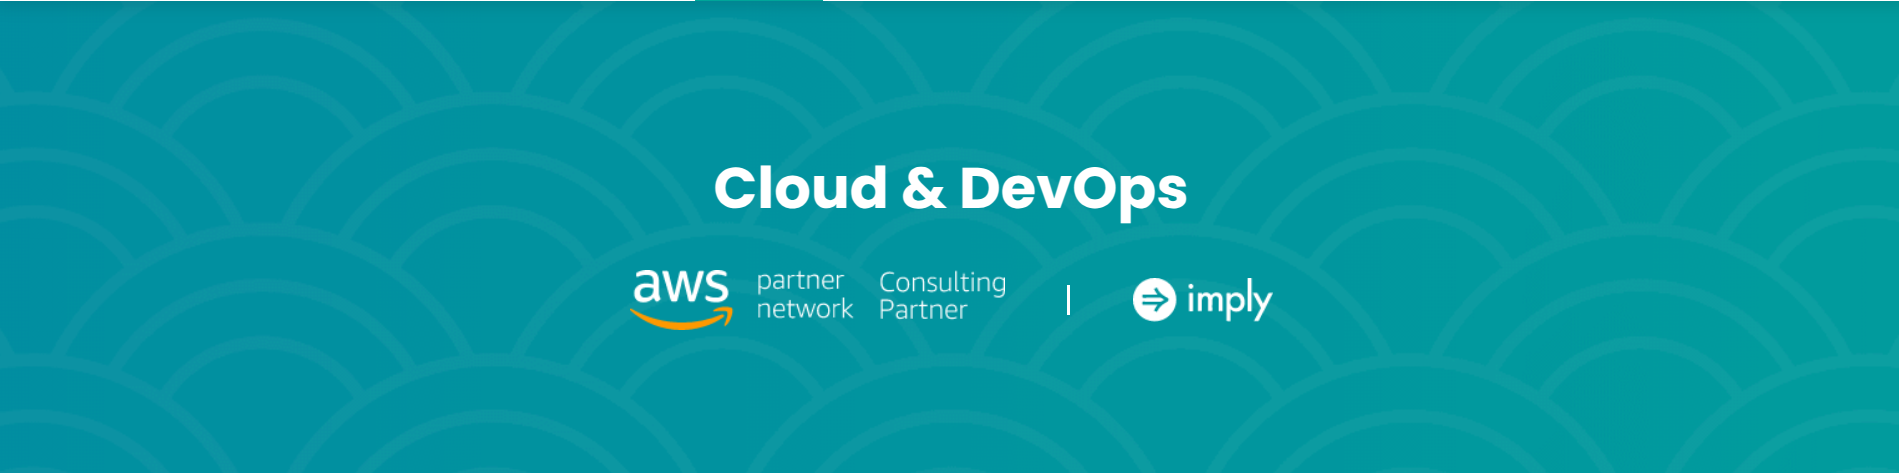 Cloud & DevOps
aws partner network Consulting Partner | imply